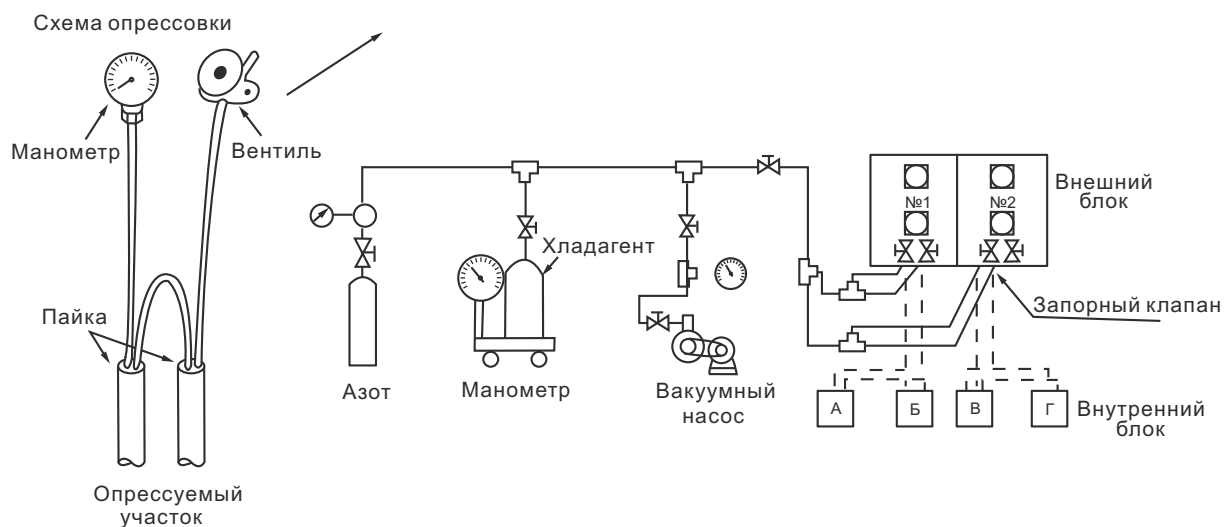 Схема опрессовки
Манометр
Вентиль
Пайка
Опрессуемый
участок
Азот
Хладагент
Манометр
Вакуумный
насос
№1
№2
Внешний
блок
Запорный клапан
А
Б
В
Г
Внутренний
блок